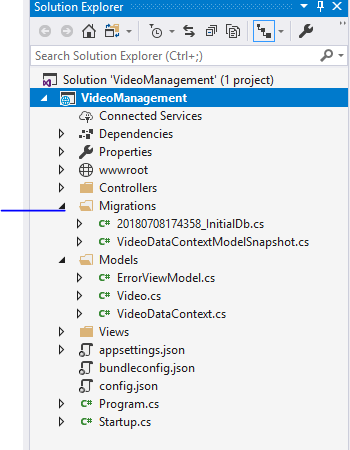 Solution Explorer
Search Solution Explorer (Ctrl+;)
Solution 'VideoManagement' (1 project)
VideoManagement
Connected Services
Dependencies
Properties
wwwroot
Controllers
Migrations
C# 20180708174358_InitialDb.cs
C# VideoDataContextModelSnapshot.cs
Models
C# ErrorViewModel.cs
C# Video.cs
C# VideoDataContext.cs
Views
appsettings.json
bundleconfig.json
config.json
C# Program.cs
C# Startup.cs